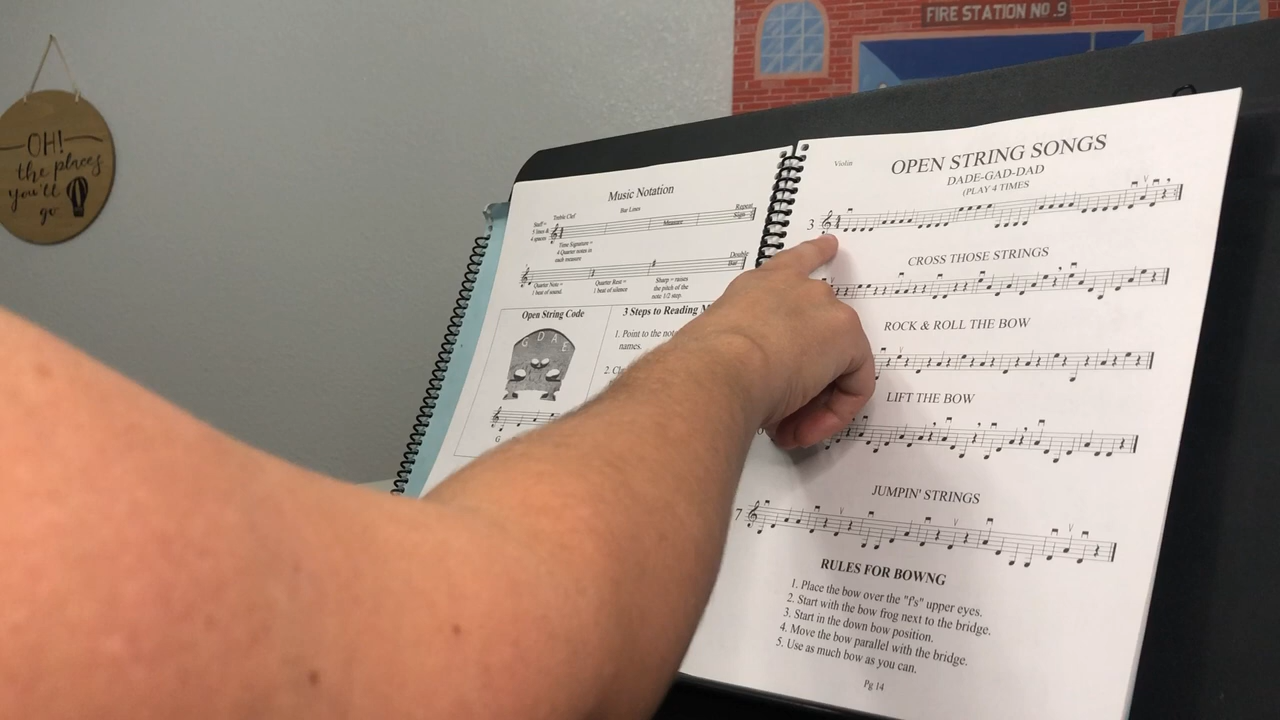 FIRE STATION NO.9
OH!
the places
you'll
go
Music Notation
Treble Clef
Bar Lines
Measure
Repeat
Sign
Staff =
5 lines &
4 spaces
Time Signature =
4 Quarter notes in
each measure
Double
Bar
Quarter Note =
1 beat of sound.
Quarter Rest =
1 beat of silence
Sharp = raises
the pitch of the
note 1/2 step.
Open String Code
G D A E
G
3 Steps to Reading
1. Point to the
names.
2.
Violin
OPEN STRING SONGS
DADE-GAD-DAD
(PLAY 4 TIMES
3
CROSS THOSE STRINGS
ROCK & ROLL THE BOW
LIFT THE BOW
JUMPIN' STRINGS
7
RULES FOR BOWNG
1. Place the bow over the "f's" upper eyes.
2. Start with the bow frog next to the bridge.
3. Start in the down bow position.
4. Move the bow parallel with the bridge.
5. Use as much bow as you can.
Pg 14